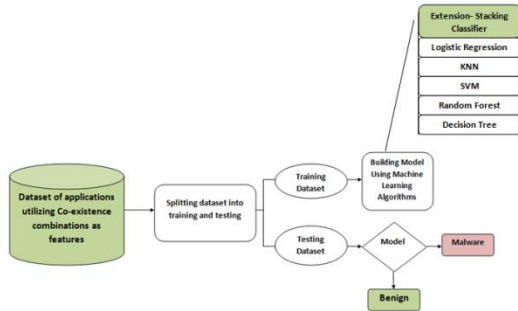 Extension- Stacking
Classifier
Logistic Regression
KNN
SVM
Random Forest
Decision Tree
Dataset of applications
utilizing Co-existence
combinations as
features
Splitting dataset into
training and testing
Training
Dataset
Building Model
Using Machine
Learning
Algorithms
Testing
Dataset
Model
Malware
Benign